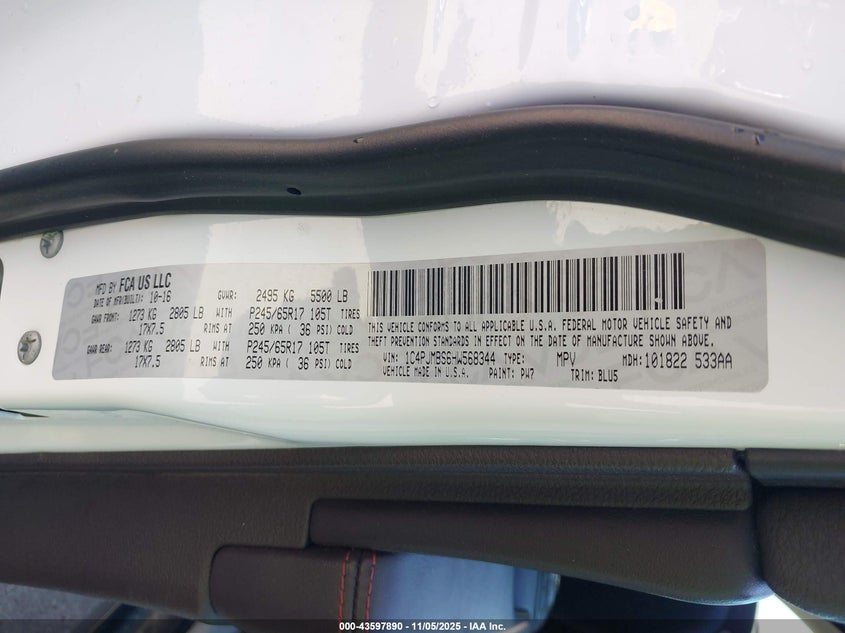 MFD BY FCA US LLC
DATE OF MFR(BUILT): 10-16 GVWR: 2495 KG 5500 LB
GAWR FRONT: 1273 KG 2805 LB WITH P245/65R17 105T TIRES
17X7.5 RIMS AT 250 KPA ( 36 PSI) COLD
GAWR REAR: 1273 KG 2805 LB WITH P245/65R17 105T TIRES
17X7.5 RIMS AT 250 KPA ( 36 PSI) COLD
THIS VEHICLE CONFORMS TO ALL APPLICABLE U.S.A. FEDERAL MOTOR VEHICLE SAFETY AND
THEFT PREVENTION STANDARDS IN EFFECT ON THE DATE OF MANUFACTURE SHOWN ABOVE.
VIN: 1C4PJMBS6HW568344 TYPE: MPV MDH: 101822 533AA
VEHICLE MADE IN U.S.A. PAINT: PW7 TRIM: BLU5
000-43597890 - 11/05/2025 - IAA Inc.